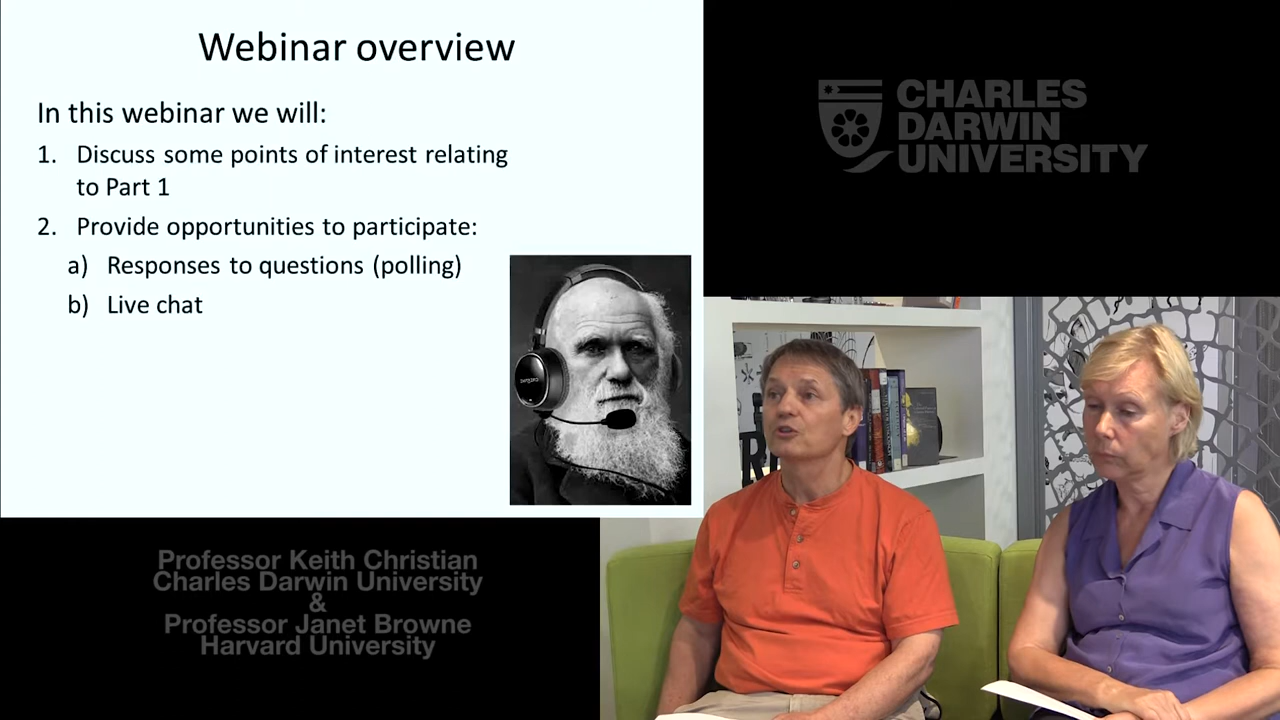 Webinar overview
In this webinar we will:
1. Discuss some points of interest relating
to Part 1
2. Provide opportunities to participate:
a) Responses to questions (polling)
b) Live chat
CHARLES
DARWIN
UNIVERSITY
Professor Keith Christian
Charles Darwin University
&
Professor Janet Browne
Harvard University